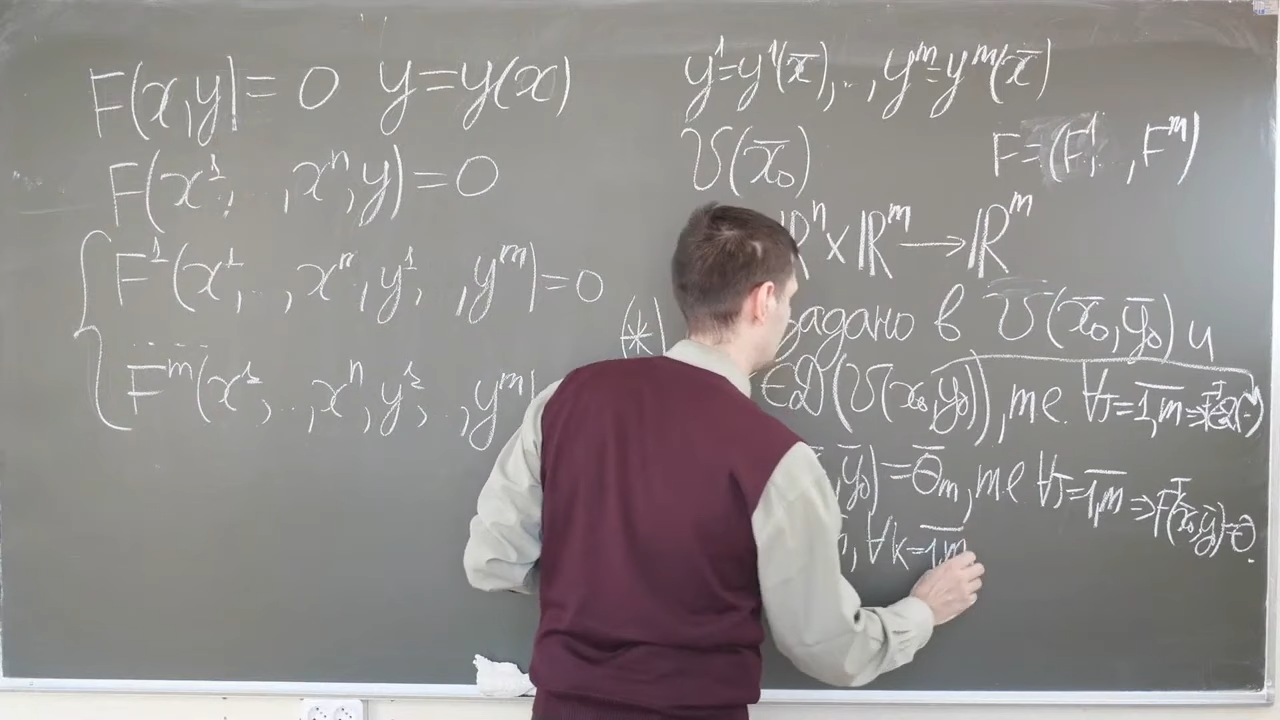 F(x,y)=0 y=y(x)
F(x¹, ,xⁿ,y)=0
F¹(x¹,..,xⁿ,y¹, ,yᵐ)=0
....
Fᵐ(x¹,..,xⁿ,y¹,..,yᵐ)
y¹=y¹(x̄),..,yᵐ=yᵐ(x̄)
U(x̄₀) F=(F¹, ,Fᵐ)
ℝⁿ×ℝᵐ→ℝᵐ
(*) задано в U(x̄₀,ȳ₀) и
∈D(U(x̄₀,ȳ₀)), т.е. ∀j=1,m̄ ⇒
,ȳ₀)=θ̄ₘ, т.е ∀j=1,m̄ ⇒ Fʲ(x̄₀,ȳ₀)=0.
, ∀k=1,m̄